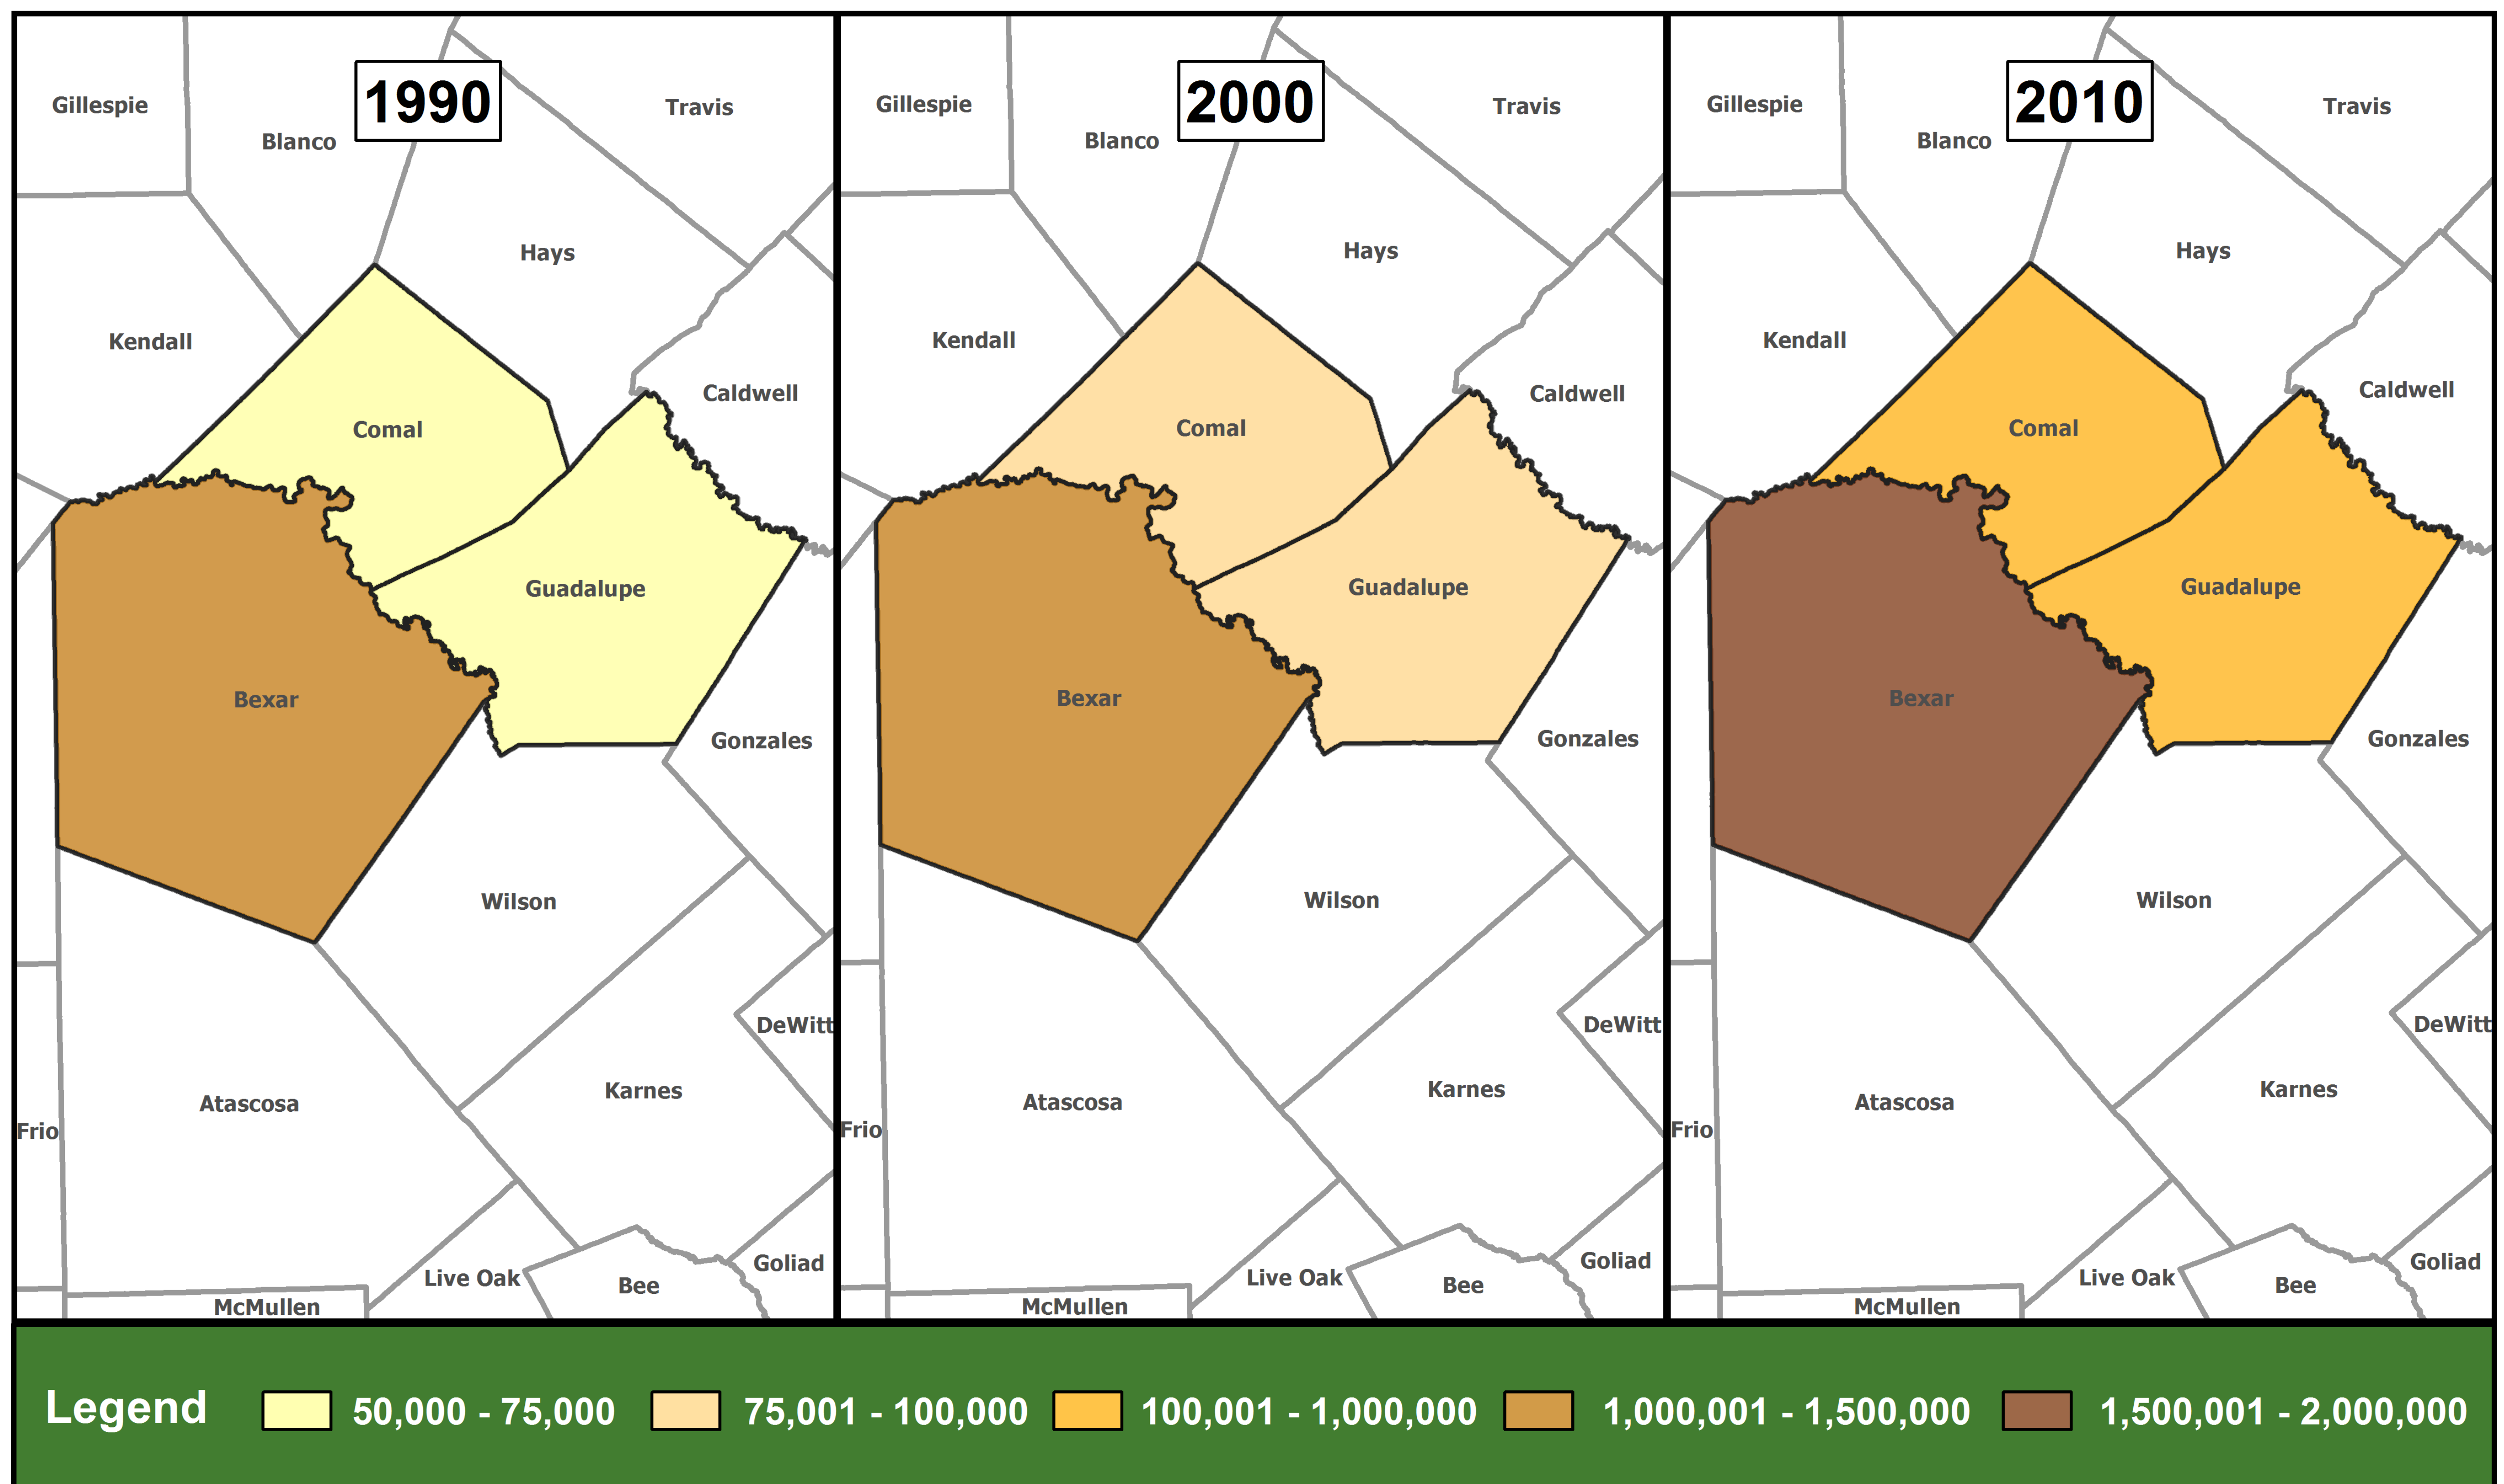 1990
Gillespie
Blanco
Travis
Hays
Kendall
Caldwell
Comal
Guadalupe
Bexar
Gonzales
Wilson
DeWitt
Karnes
Atascosa
Frio
Goliad
Live Oak
Bee
McMullen
2000
Gillespie
Blanco
Travis
Hays
Kendall
Caldwell
Comal
Guadalupe
Bexar
Gonzales
Wilson
DeWitt
Karnes
Atascosa
Frio
Goliad
Live Oak
Bee
McMullen
2010
Gillespie
Blanco
Travis
Hays
Kendall
Caldwell
Comal
Guadalupe
Bexar
Gonzales
Wilson
DeWitt
Karnes
Atascosa
Frio
Goliad
Live Oak
Bee
McMullen
Legend
50,000 - 75,000
75,001 - 100,000
100,001 - 1,000,000
1,000,001 - 1,500,000
1,500,001 - 2,000,000